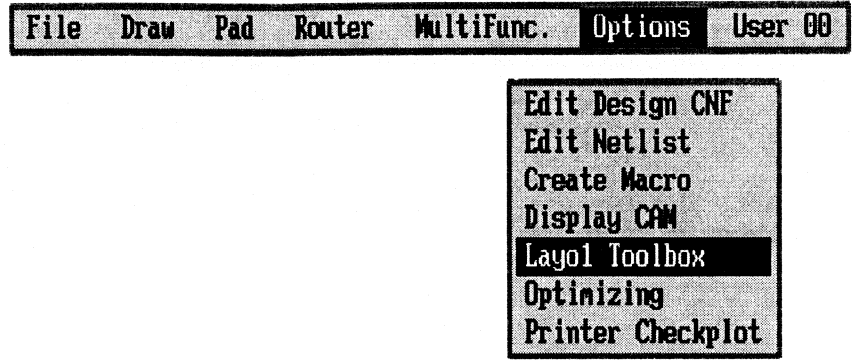 File Draw Pad Router MultiFunc. Options User 00
Edit Design CNF
Edit Netlist
Create Macro
Display CAM
Layo1 Toolbox
Optimizing
Printer Checkplot